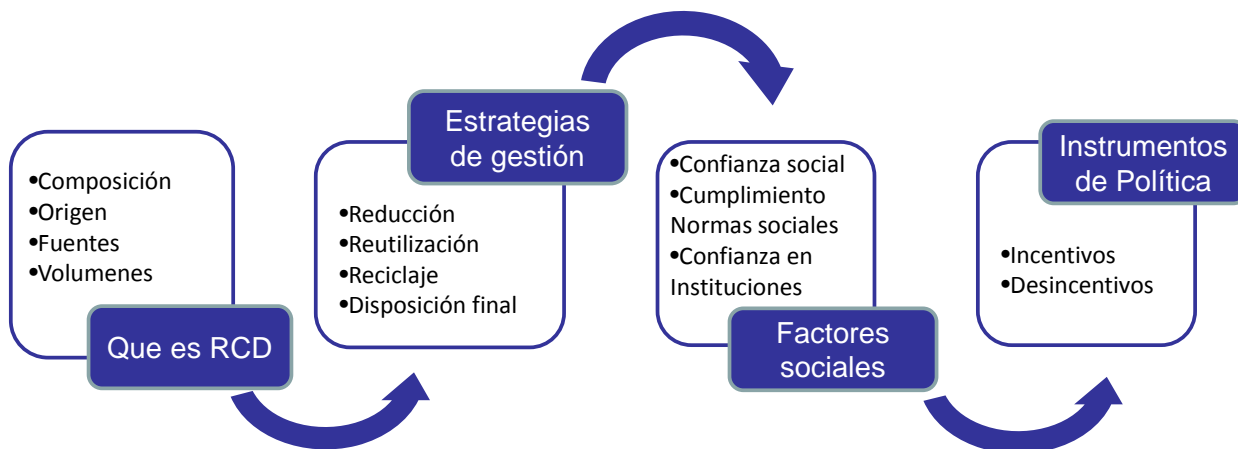 •Composición
•Origen
•Fuentes
•Volumenes
Que es RCD
Estrategias
de gestión
•Reducción
•Reutilización
•Reciclaje
•Disposición final
•Confianza social
•Cumplimiento
Normas sociales
•Confianza en
Instituciones
Factores
sociales
Instrumentos
de Política
•Incentivos
•Desincentivos